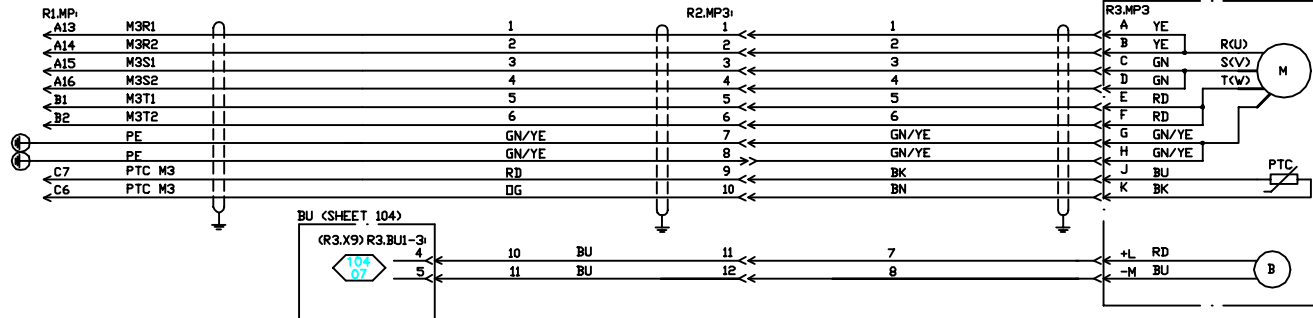 R1.MP: R2.MP3: R3.MP3
A13 M3R1 1 1 1 A YE
A14 M3R2 2 2 2 B YE R(U)
A15 M3S1 3 3 3 C GN S(V) M
A16 M3S2 4 4 4 D GN T(W)
B1 M3T1 5 5 5 E RD
B2 M3T2 6 6 6 F RD
PE GN/YE 7 GN/YE G GN/YE
PE GN/YE 8 GN/YE H GN/YE
C7 PTC M3 RD 9 BK J BU PTC
C6 PTC M3 OG 10 BN K BK
BU (SHEET 104)
(R3.X9) R3.BU1-3:
4 10 BU 11 7 +L RD
104
07
5 11 BU 12 8 -M BU B